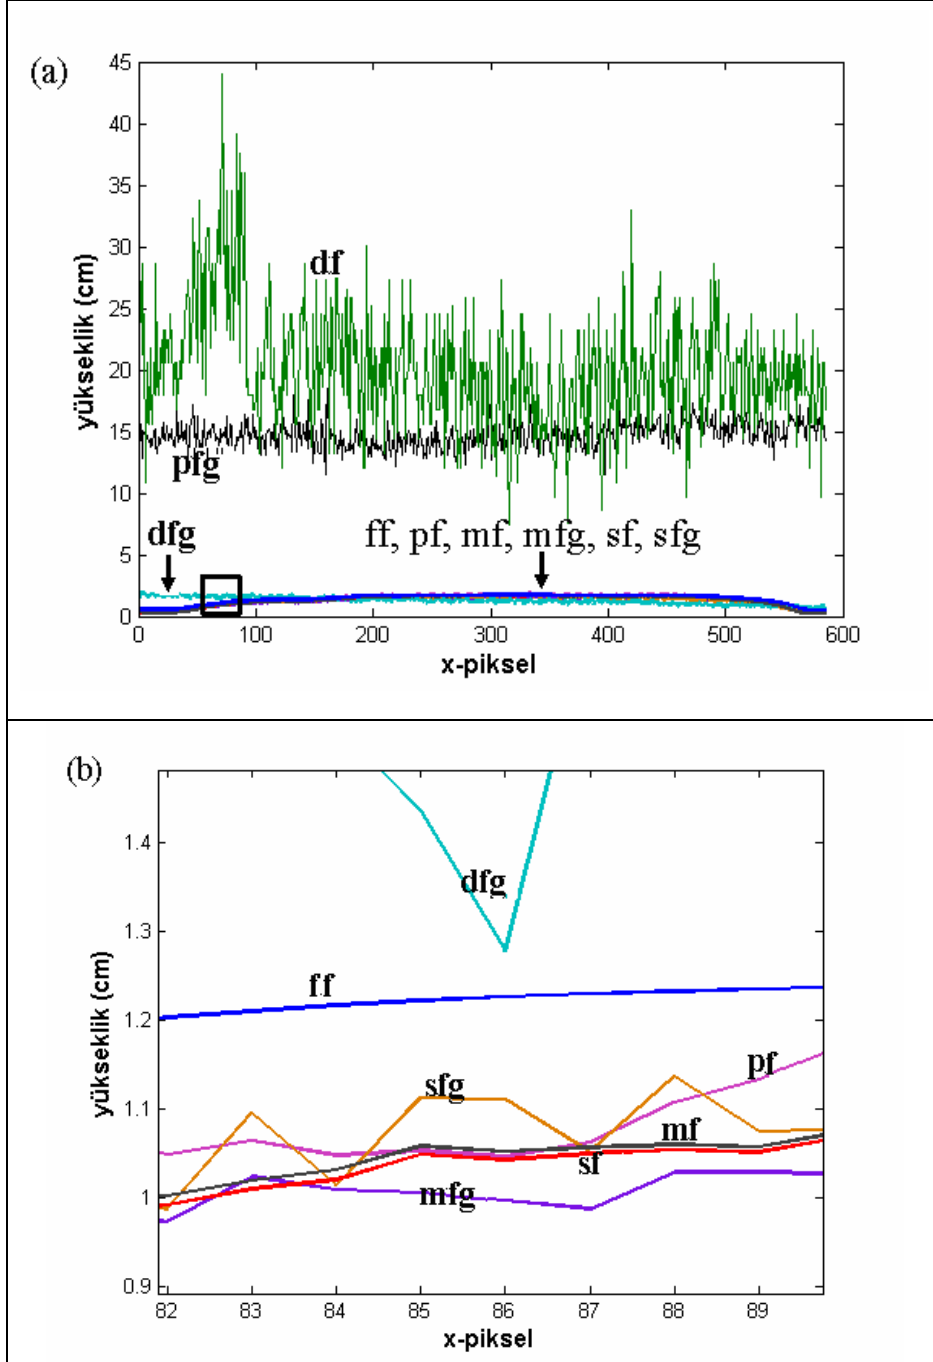 (a)
45
40
35
30
25
20
15
10
5
0
yükseklik (cm)
df
pfg
dfg
ff, pf, mf, mfg, sf, sfg
0 100 200 300 400 500 600
x-piksel
(b)
1.4
1.3
1.2
1.1
1
0.9
yükseklik (cm)
dfg
ff
pf
sfg
mf
sf
mfg
82 83 84 85 86 87 88 89
x-piksel